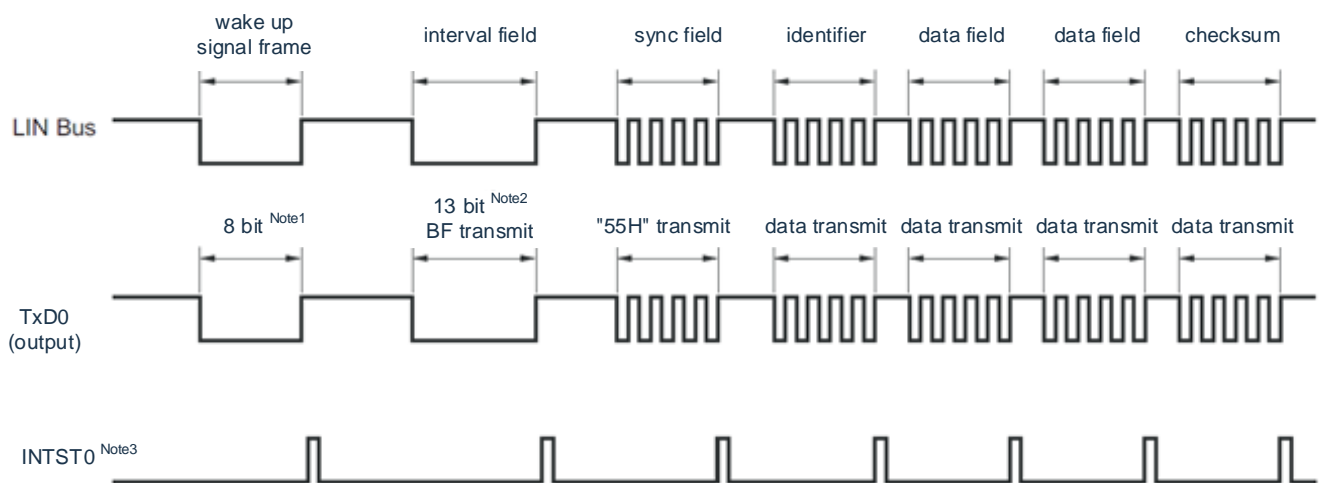 wake up
signal frame
interval field
sync field
identifier
data field
data field
checksum
LIN Bus
8 bit Note1
13 bit Note2
BF transmit
"55H" transmit
data transmit
data transmit
data transmit
data transmit
TxD0
(output)
INTST0 Note3